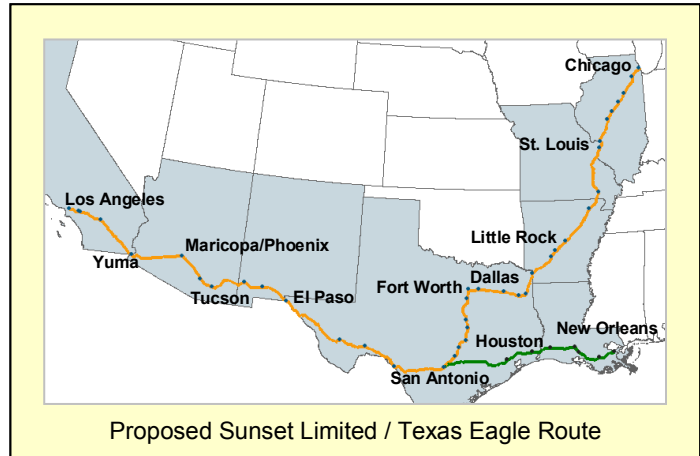 Chicago
St. Louis
Los Angeles
Little Rock
Maricopa/Phoenix
Yuma
Dallas
Tucson
El Paso
Fort Worth
New Orleans
Houston
San Antonio
Proposed Sunset Limited / Texas Eagle Route